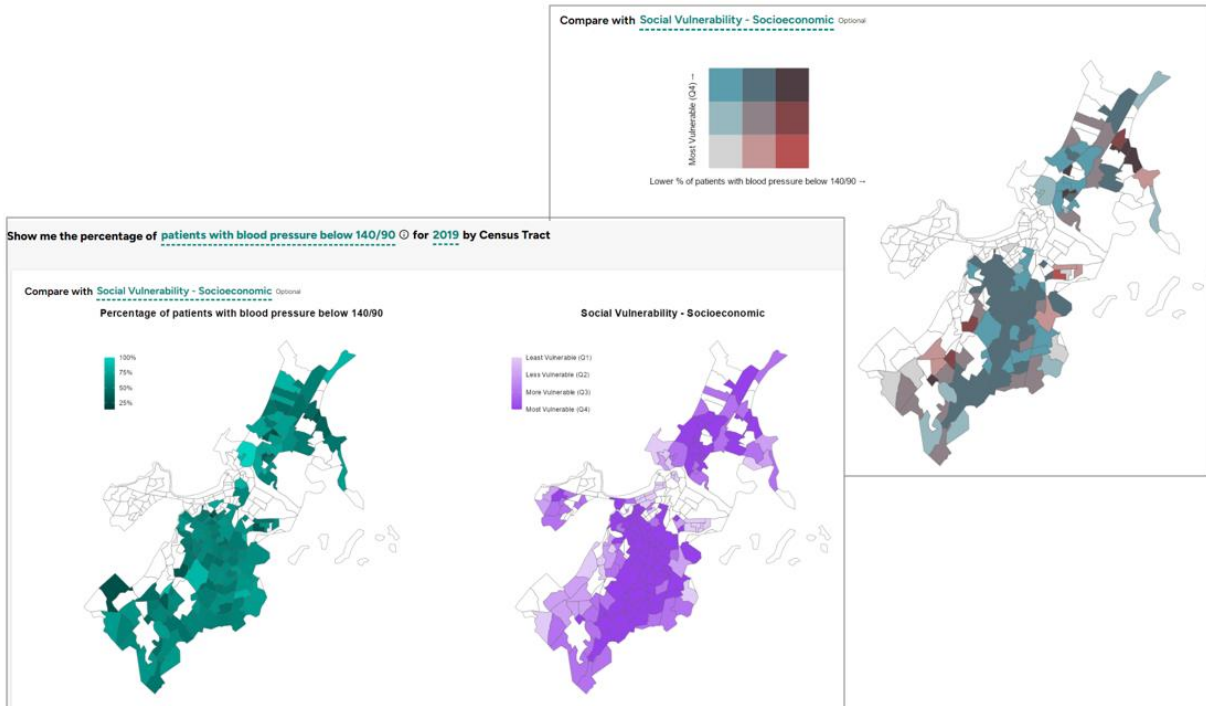 Compare with Social Vulnerability - Socioeconomic Optional
Most Vulnerable (Q4) →
Lower % of patients with blood pressure below 140/90 →
Show me the percentage of patients with blood pressure below 140/90 ⓘ for 2019 by Census Tract
Compare with Social Vulnerability - Socioeconomic Optional
Percentage of patients with blood pressure below 140/90
100%
75%
50%
25%
Social Vulnerability - Socioeconomic
Least Vulnerable (Q1)
Less Vulnerable (Q2)
More Vulnerable (Q3)
Most Vulnerable (Q4)